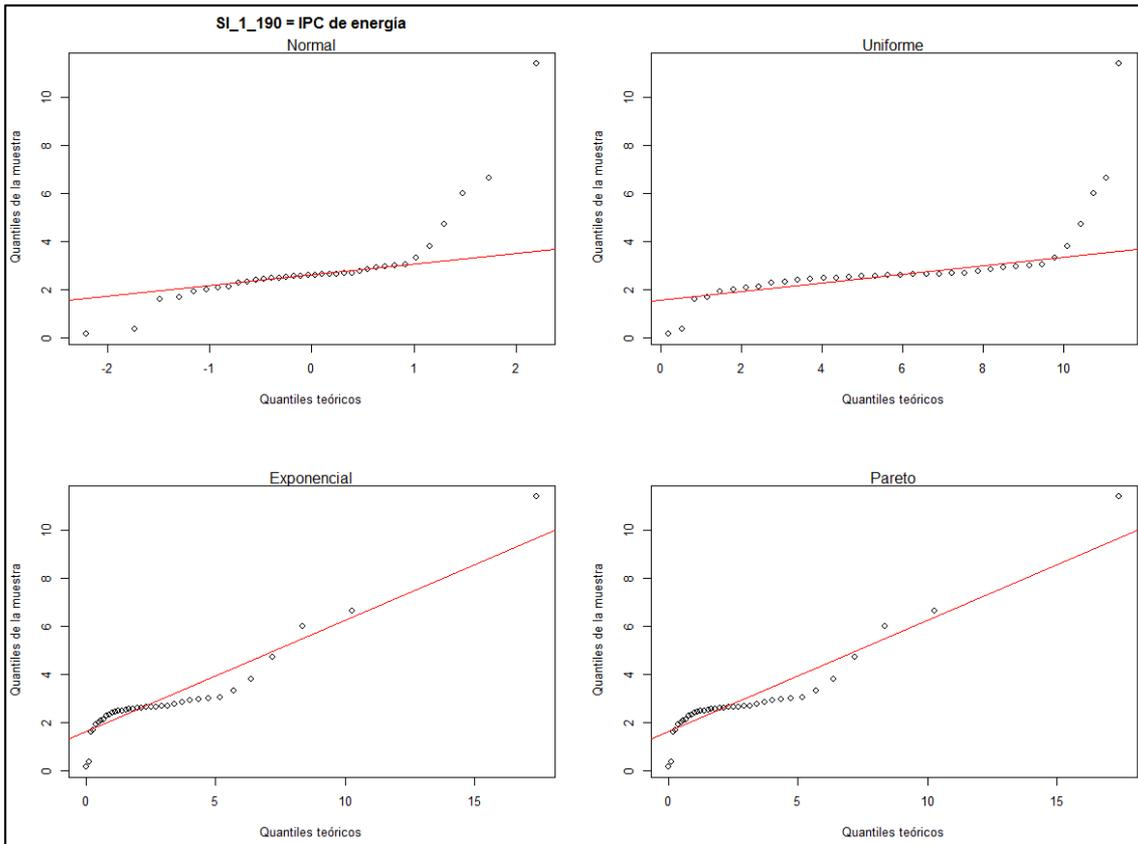 SI_1_190 = IPC de energía
Normal
Quantiles de la muestra
0 2 4 6 8 10
-2 -1 0 1 2
Quantiles teóricos
Uniforme
Quantiles de la muestra
0 2 4 6 8 10
0 2 4 6 8 10
Quantiles teóricos
Exponencial
Quantiles de la muestra
0 2 4 6 8 10
0 5 10 15
Quantiles teóricos
Pareto
Quantiles de la muestra
0 2 4 6 8 10
0 5 10 15
Quantiles teóricos